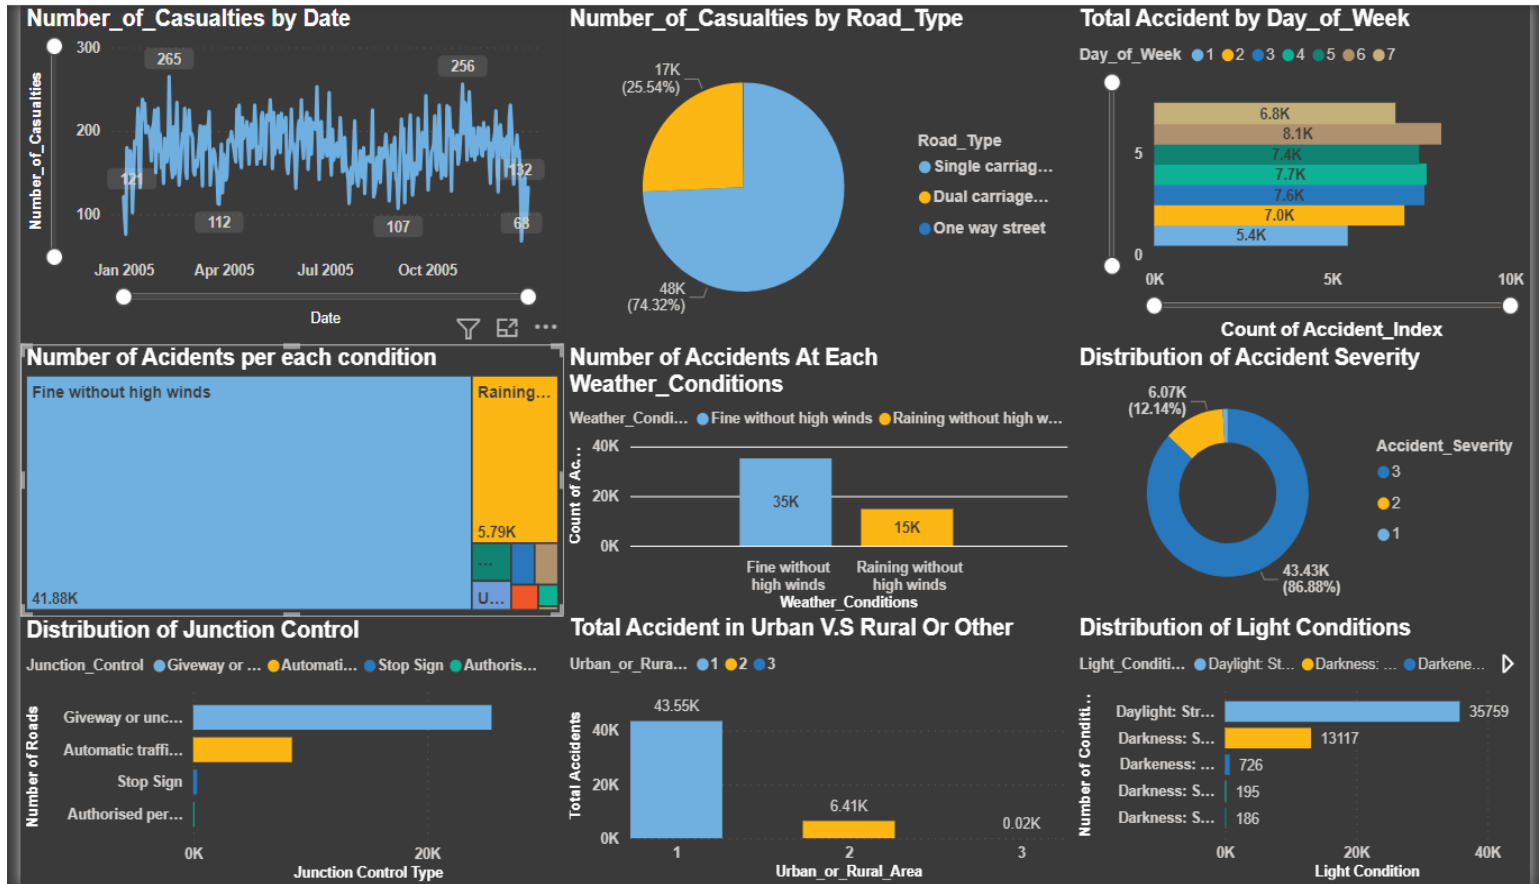 Number_of_Casualties by Date
Number_of_Casualties
300
200
100
265
256
121
132
112
107
68
Jan 2005 Apr 2005 Jul 2005 Oct 2005
Date
Number_of_Casualties by Road_Type
17K
(25.54%)
48K
(74.32%)
Road_Type
Single carriag...
Dual carriage...
One way street
Total Accident by Day_of_Week
Day_of_Week 1 2 3 4 5 6 7
5
0
6.8K
8.1K
7.4K
7.7K
7.6K
7.0K
5.4K
0K 5K 10K
Count of Accident_Index
Number of Acidents per each condition
Fine without high winds
41.88K
Raining...
5.79K
...
U...
Number of Accidents At Each
Weather_Conditions
Weather_Condi... Fine without high winds Raining without high w...
Count of Ac...
40K
20K
0K
35K
15K
Fine without
high winds
Raining without
high winds
Weather_Conditions
Distribution of Accident Severity
6.07K
(12.14%)
43.43K
(86.88%)
Accident_Severity
3
2
1
Distribution of Junction Control
Junction_Control Giveway or ... Automati... Stop Sign Authoris...
Number of Roads
Giveway or unc...
Automatic traffi...
Stop Sign
Authorised per...
0K 20K
Junction Control Type
Total Accident in Urban V.S Rural Or Other
Urban_or_Rura... 1 2 3
Total Accidents
40K
20K
0K
43.55K
6.41K
0.02K
1 2 3
Urban_or_Rural_Area
Distribution of Light Conditions
Light_Conditi... Daylight: St... Darkness: ... Darkene...
Number of Conditi...
Daylight: Str... 35759
Darkness: S... 13117
Darkeness: ... 726
Darkness: S... 195
Darkness: S... 186
0K 20K 40K
Light Condition